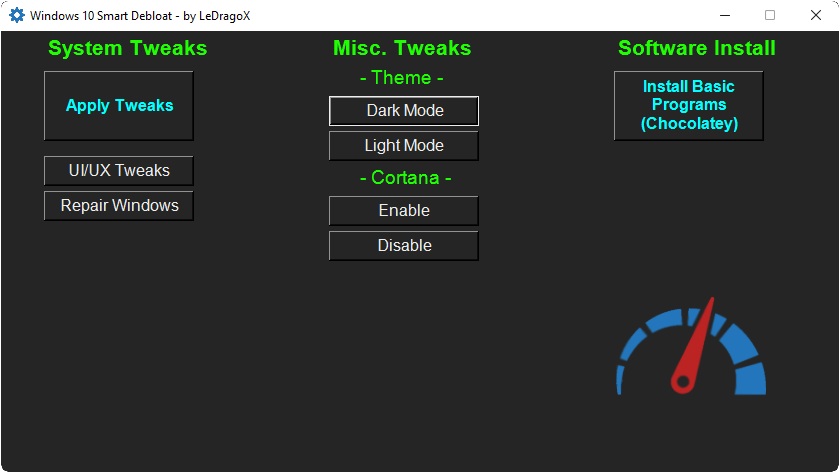 Windows 10 Smart Debloat - by LeDragoX
System Tweaks
Apply Tweaks
UI/UX Tweaks
Repair Windows
Misc. Tweaks
- Theme -
Dark Mode
Light Mode
- Cortana -
Enable
Disable
Software Install
Install Basic
Programs
(Chocolatey)